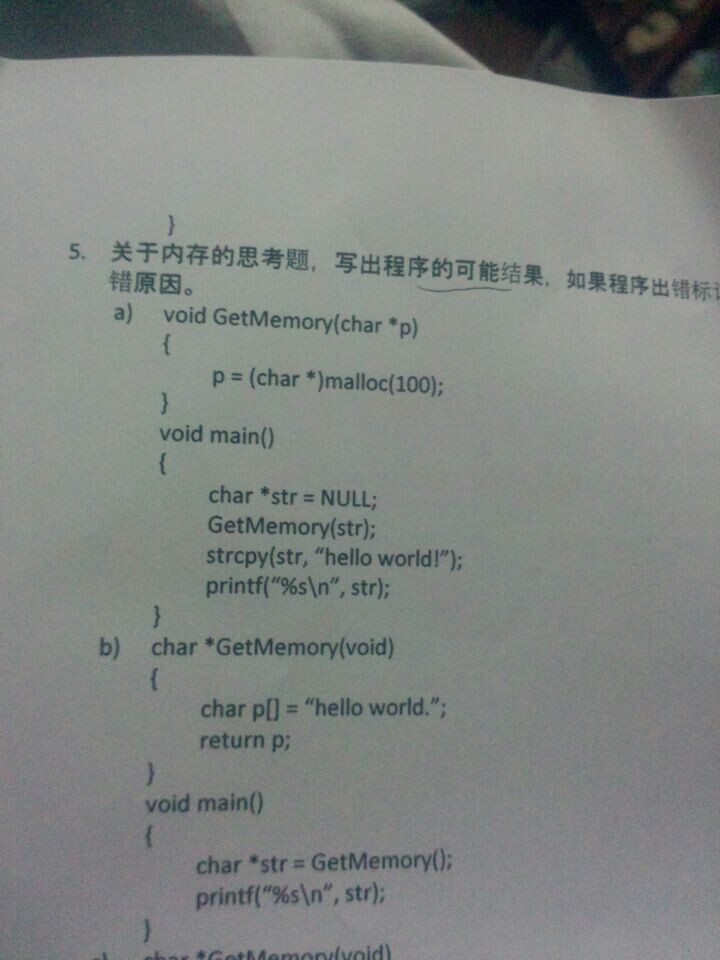 }
5. 关于内存的思考题，写出程序的可能结果，如果程序出错标
错原因。
a) void GetMemory(char *p)
{
p = (char *)malloc(100);
}
void main()
{
char *str = NULL;
GetMemory(str);
strcpy(str, “hello world!”);
printf(“%s\n”, str);
}
b) char *GetMemory(void)
{
char p[] = “hello world.”;
return p;
}
void main()
{
char *str = GetMemory();
printf(“%s\n”, str);
}
char *GetMemory(void)